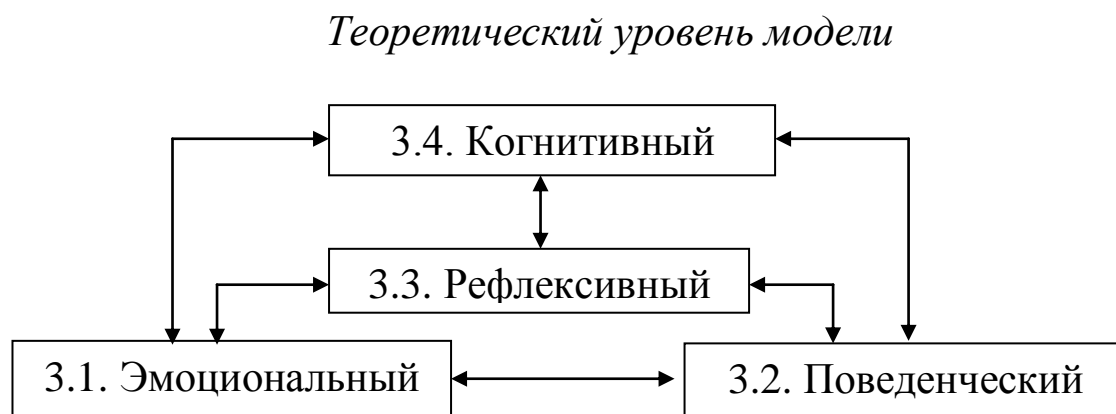 Теоретический уровень модели
3.4. Когнитивный
3.3. Рефлексивный
3.1. Эмоциональный
3.2. Поведенческий